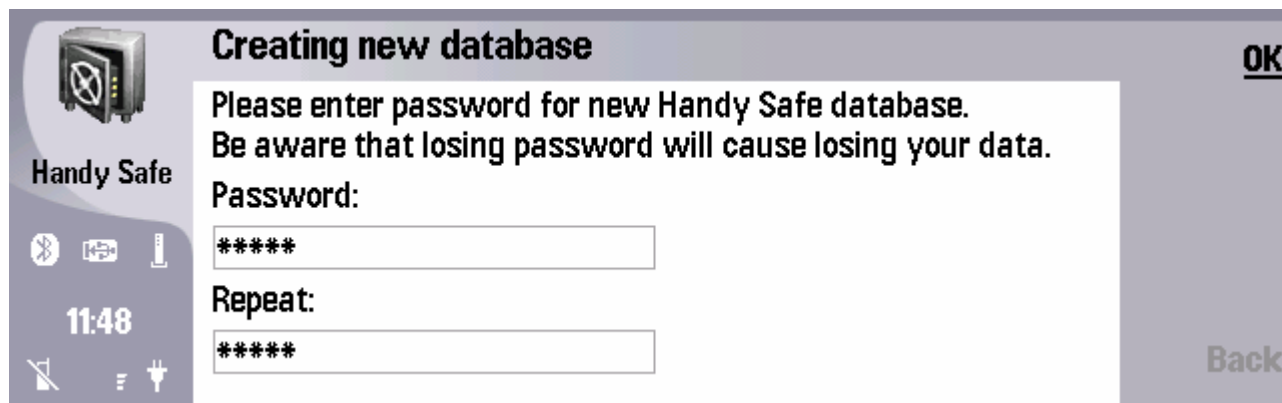 Creating new database
OK
Please enter password for new Handy Safe database.
Be aware that losing password will cause losing your data.
Handy Safe
Password:
*****
Repeat:
11:48
*****
Back